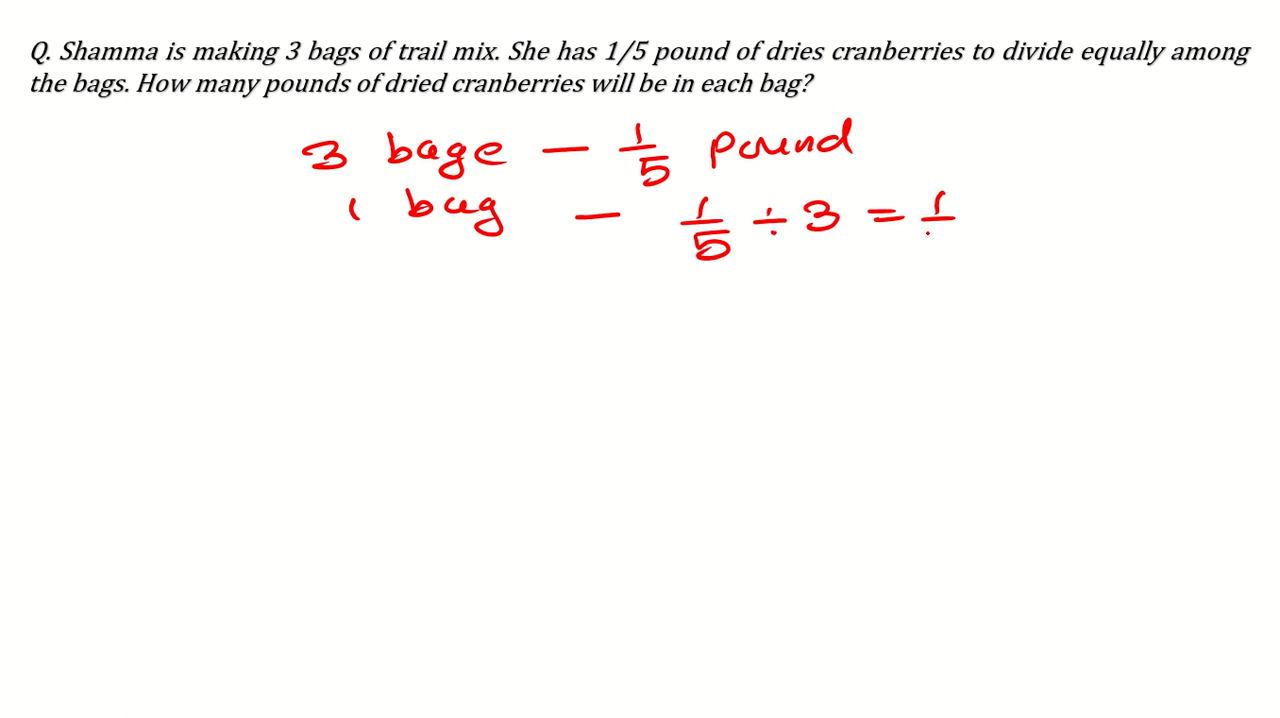 Q. Shamma is making 3 bags of trail mix. She has 1/5 pound of dries cranberries to divide equally among
the bags. How many pounds of dried cranberries will be in each bag?
3 bage — 1/5 pound
1 bag — 1/5 ÷ 3 = 1/